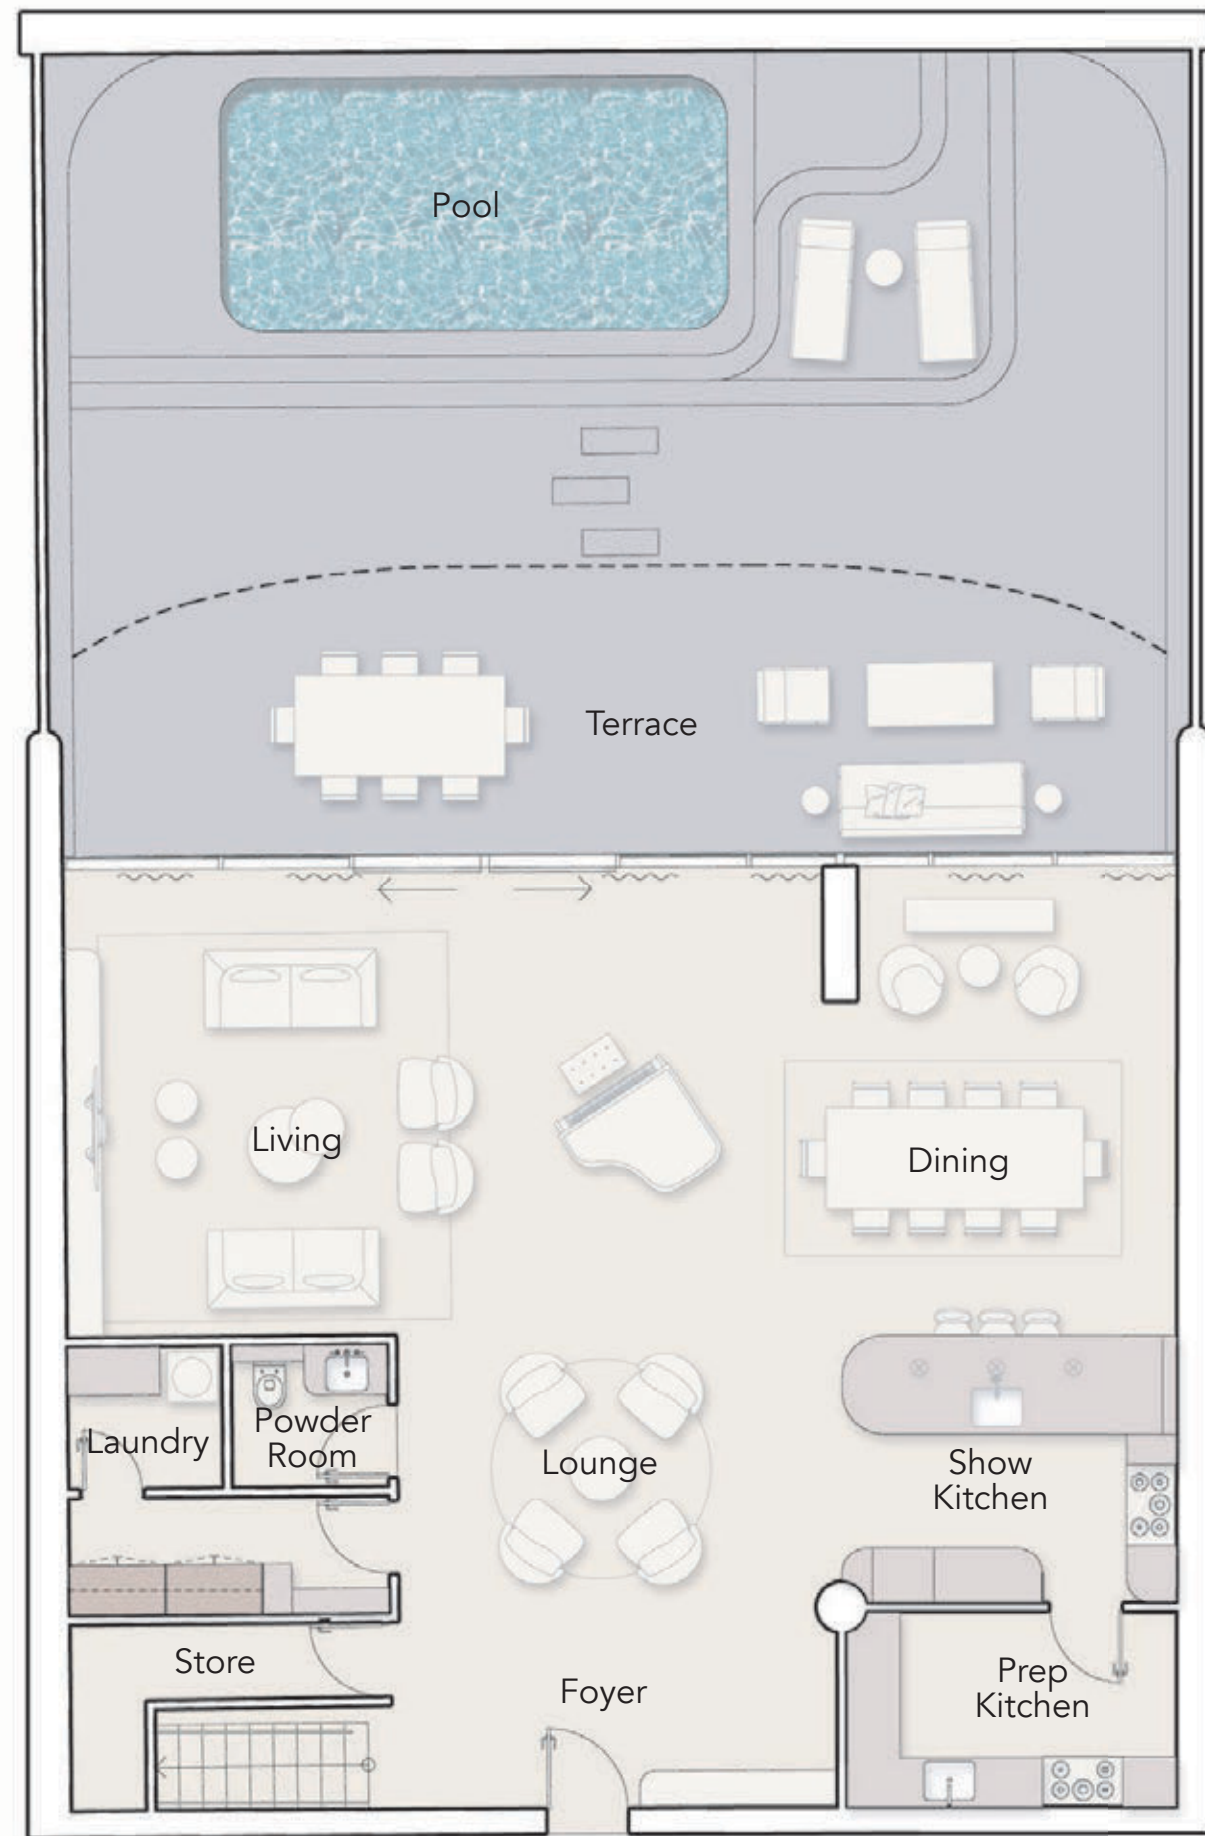 Pool
Terrace
Living
Dining
Laundry
Powder
Room
Lounge
Show
Kitchen
Store
Foyer
Prep
Kitchen